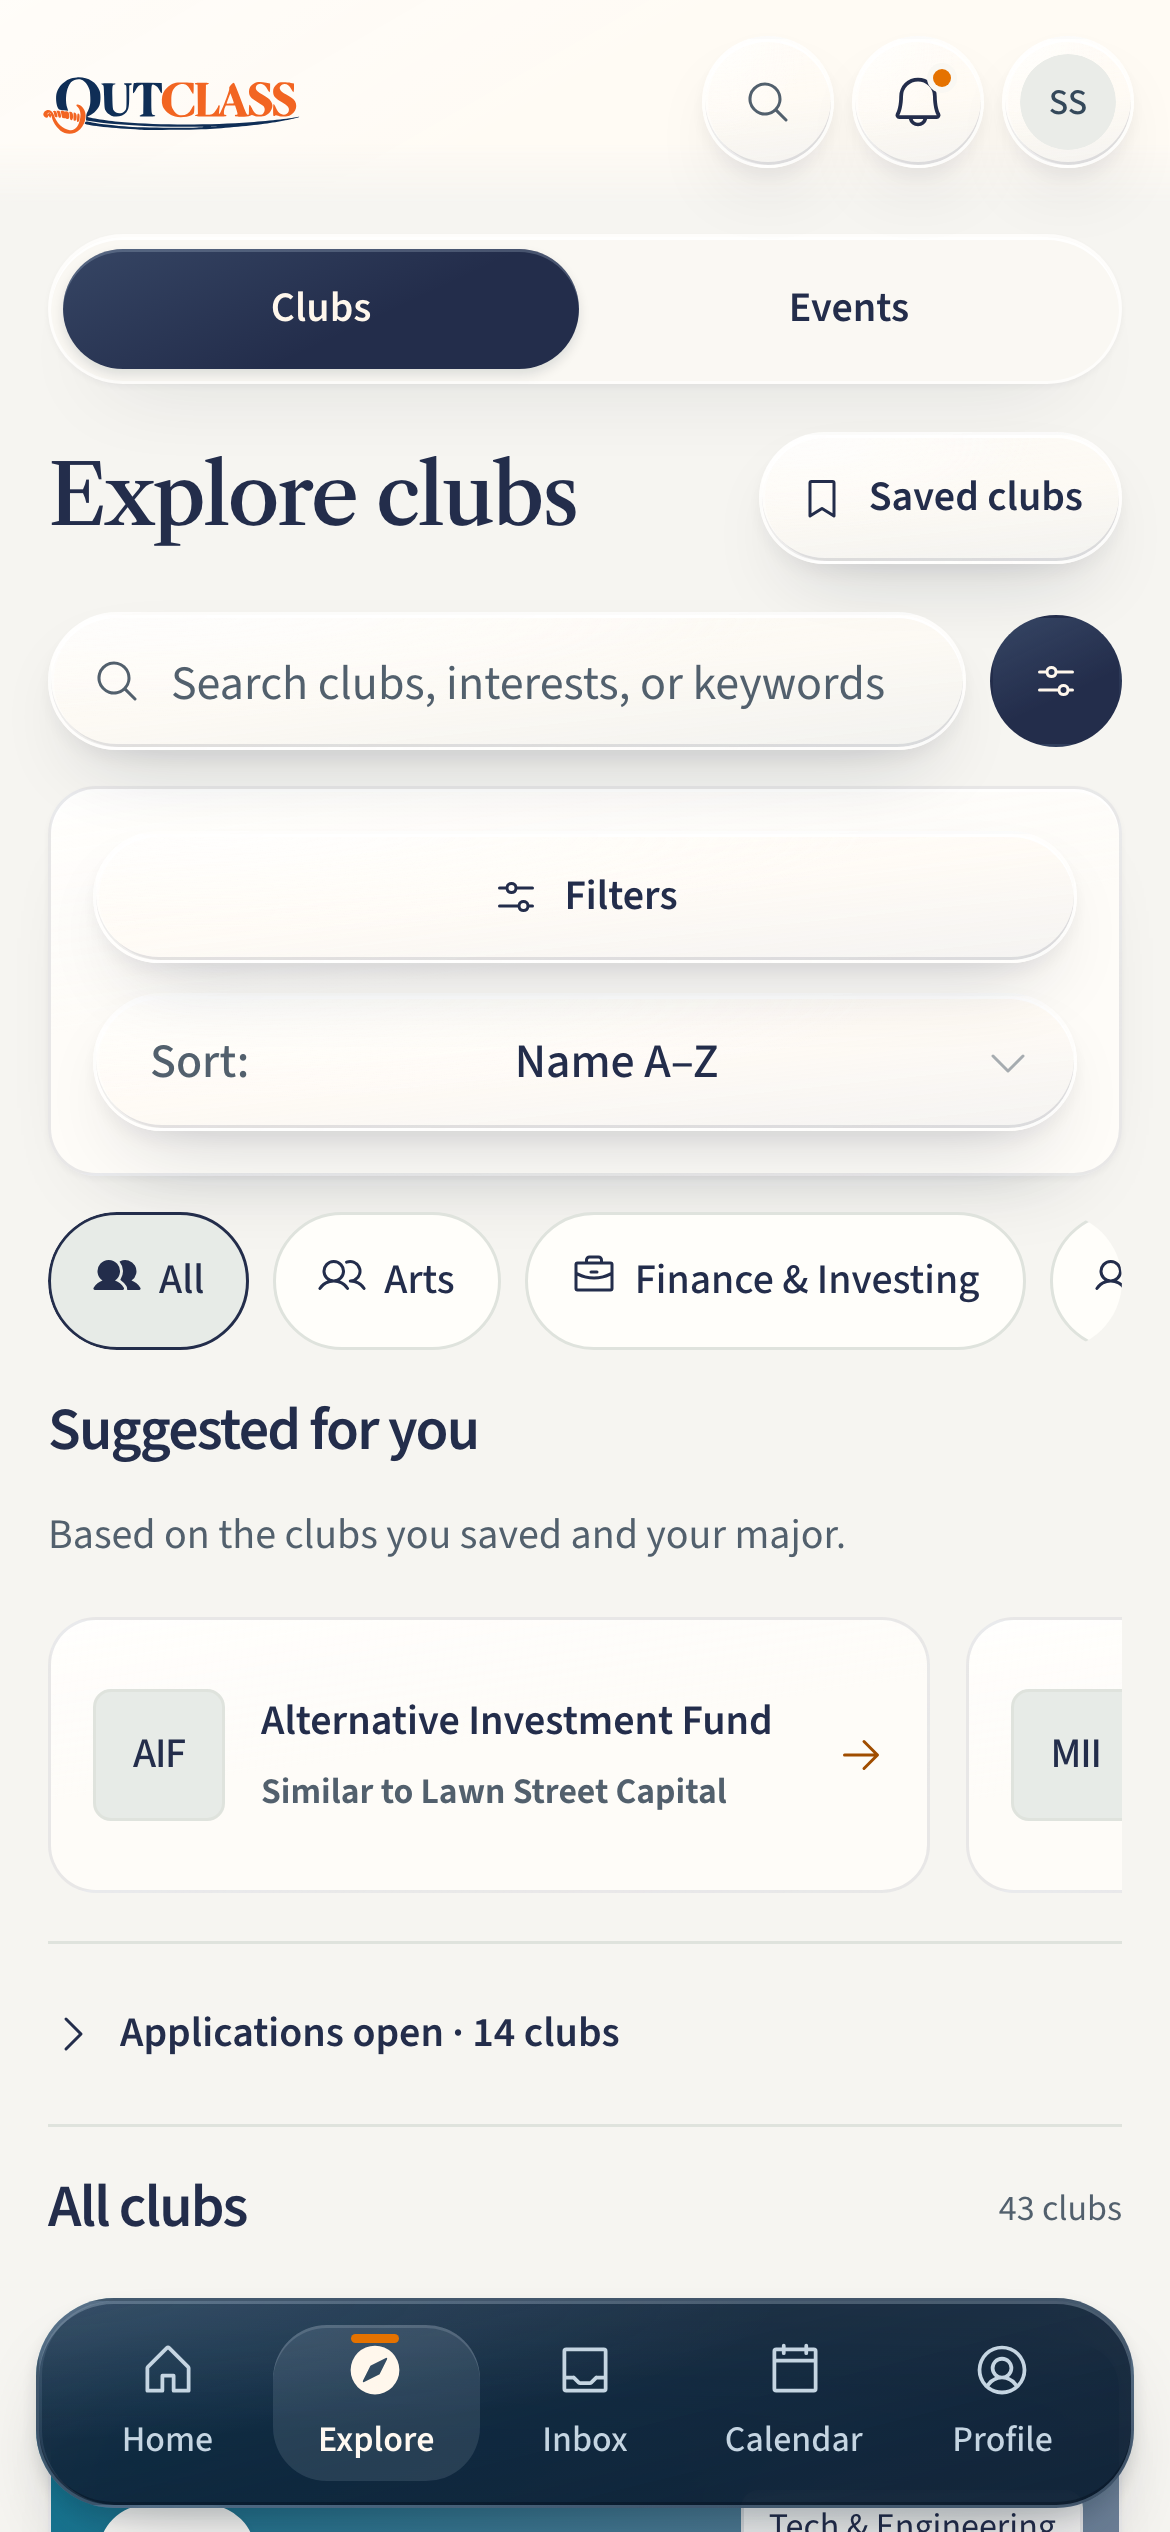 OUTCLASS
SS
Clubs
Events
Explore clubs
Saved clubs
Search clubs, interests, or keywords
Filters
Sort:
Name A–Z
All
Arts
Finance & Investing
Suggested for you
Based on the clubs you saved and your major.
AIF
Alternative Investment Fund
Similar to Lawn Street Capital
MII
Applications open · 14 clubs
All clubs
43 clubs
Home
Explore
Inbox
Calendar
Profile
Tech & Engineering